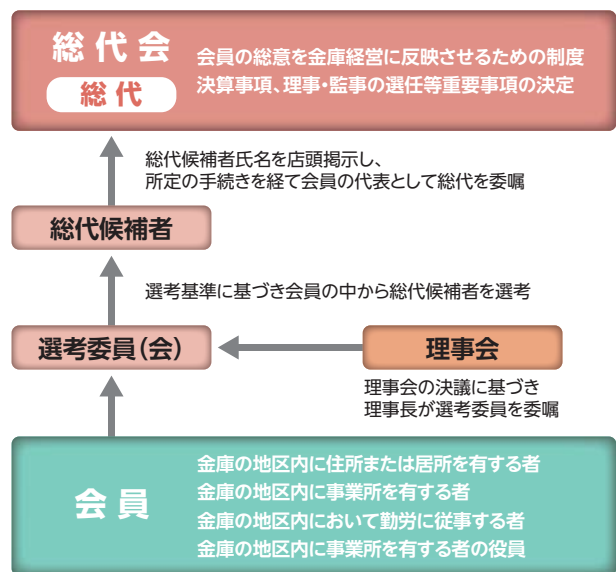 総代会
総代
会員の総意を金庫経営に反映させるための制度
決算事項、理事・監事の選任等重要事項の決定
総代候補者氏名を店頭掲示し、
所定の手続きを経て会員の代表として総代を委嘱
総代候補者
選考基準に基づき会員の中から総代候補者を選考
選考委員(会)
理事会
理事会の決議に基づき
理事長が選考委員を委嘱
会員
金庫の地区内に住所または居所を有する者
金庫の地区内に事業所を有する者
金庫の地区内において勤労に従事する者
金庫の地区内に事業所を有する者の役員